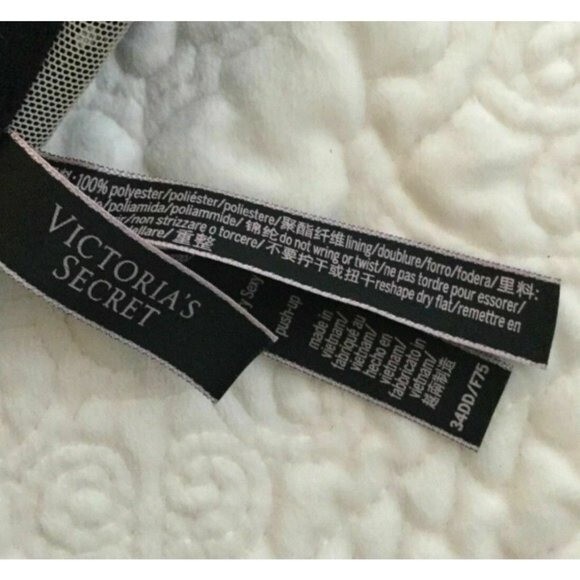 VICTORIA'S
SECRET
100% polyester/poliéster/poliestere/聚酯纤维lining/doublure/forro/fodera/里料:
/poliamida/poliammide/锦纶do not wring or twist/ne pas tordre pour essorer/
/non strizzare o torcere/不要拧干或扭干reshape dry flat/remettre en
重整
Sexy
push-up
made in
vietnam/
fabriqué au
vietnam/
hecho en
vietnam/
fabbricato in
vietnam/
越南制造
34DD/F75